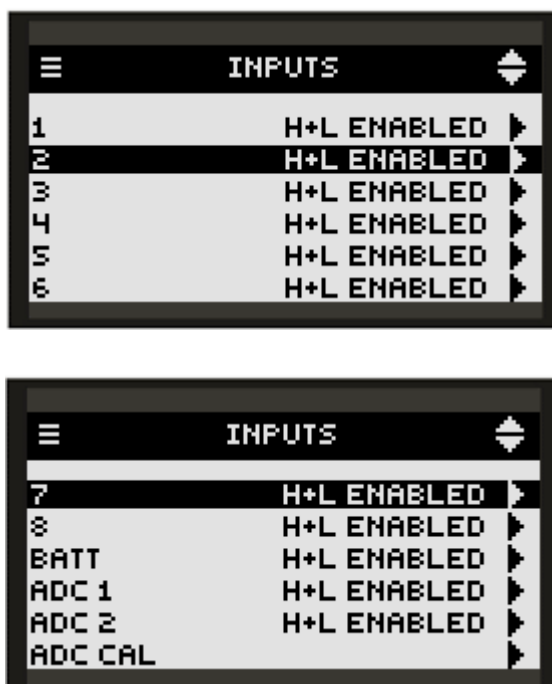 INPUTS
1 H+L ENABLED
2 H+L ENABLED
3 H+L ENABLED
4 H+L ENABLED
5 H+L ENABLED
6 H+L ENABLED
INPUTS
7 H+L ENABLED
8 H+L ENABLED
BATT H+L ENABLED
ADC 1 H+L ENABLED
ADC 2 H+L ENABLED
ADC CAL